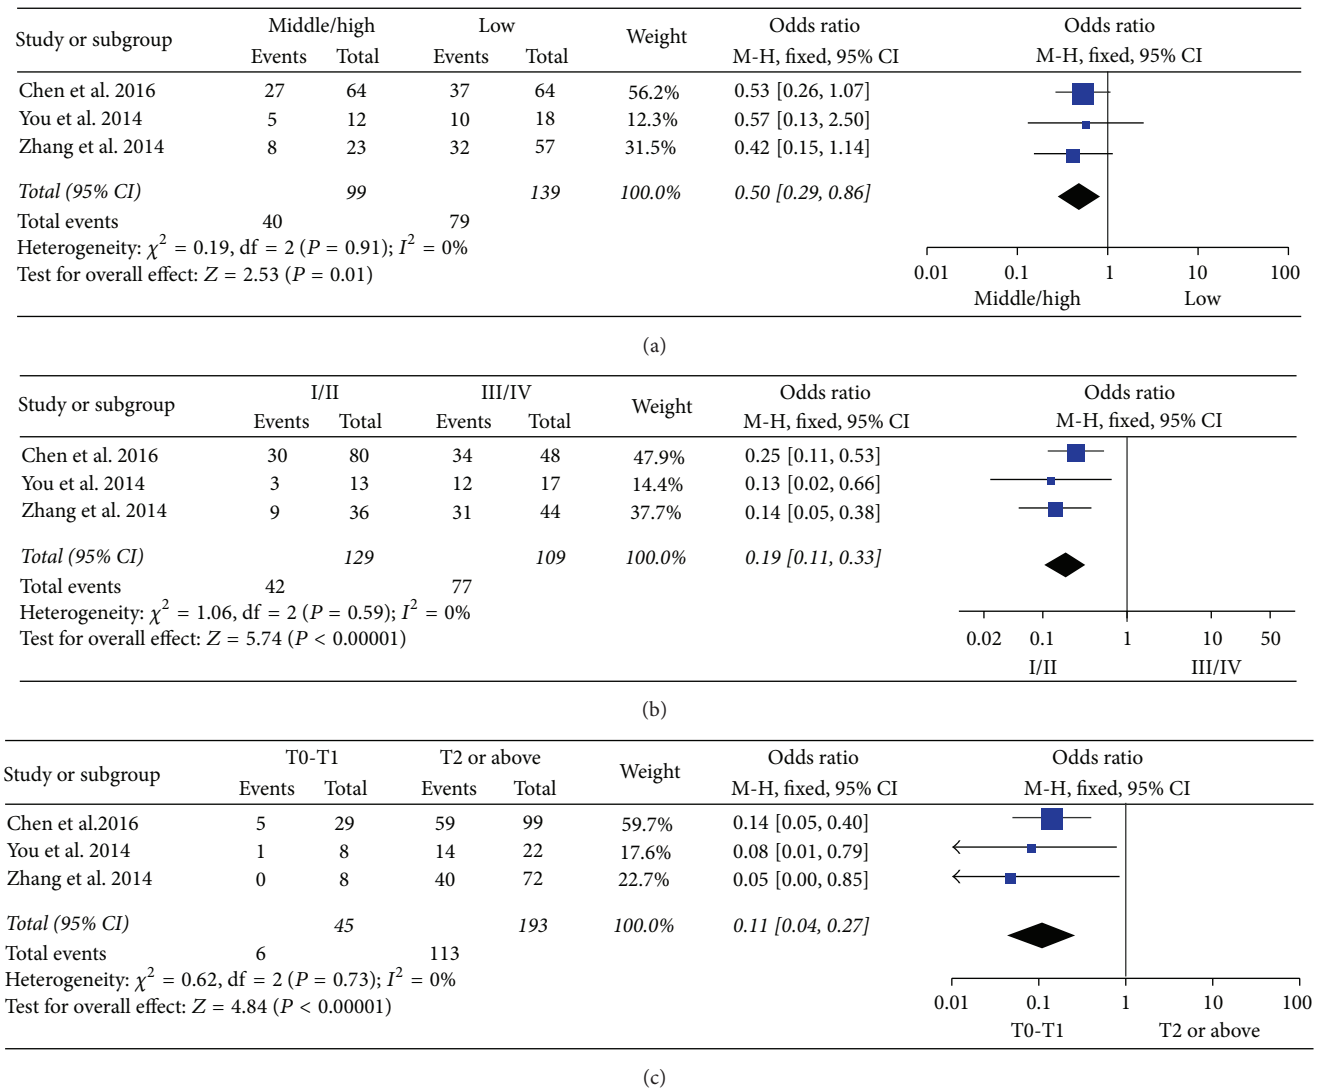 Study or subgroup Middle/high Low Weight Odds ratio Odds ratio
Events Total Events Total M-H, fixed, 95% CI M-H, fixed, 95% CI
Chen et al. 2016 27 64 37 64 56.2% 0.53 [0.26, 1.07]
You et al. 2014 5 12 10 18 12.3% 0.57 [0.13, 2.50]
Zhang et al. 2014 8 23 32 57 31.5% 0.42 [0.15, 1.14]
Total (95% CI) 99 139 100.0% 0.50 [0.29, 0.86]
Total events 40 79
Heterogeneity: χ² = 0.19, df = 2 (P = 0.91); I² = 0%
Test for overall effect: Z = 2.53 (P = 0.01)
0.01 0.1 1 10 100
Middle/high Low
(a)
Study or subgroup I/II III/IV Weight Odds ratio Odds ratio
Events Total Events Total M-H, fixed, 95% CI M-H, fixed, 95% CI
Chen et al. 2016 30 80 34 48 47.9% 0.25 [0.11, 0.53]
You et al. 2014 3 13 12 17 14.4% 0.13 [0.02, 0.66]
Zhang et al. 2014 9 36 31 44 37.7% 0.14 [0.05, 0.38]
Total (95% CI) 129 109 100.0% 0.19 [0.11, 0.33]
Total events 42 77
Heterogeneity: χ² = 1.06, df = 2 (P = 0.59); I² = 0%
Test for overall effect: Z = 5.74 (P < 0.00001)
0.02 0.1 1 10 50
I/II III/IV
(b)
Study or subgroup T0-T1 T2 or above Weight Odds ratio Odds ratio
Events Total Events Total M-H, fixed, 95% CI M-H, fixed, 95% CI
Chen et al.2016 5 29 59 99 59.7% 0.14 [0.05, 0.40]
You et al. 2014 1 8 14 22 17.6% 0.08 [0.01, 0.79]
Zhang et al. 2014 0 8 40 72 22.7% 0.05 [0.00, 0.85]
Total (95% CI) 45 193 100.0% 0.11 [0.04, 0.27]
Total events 6 113
Heterogeneity: χ² = 0.62, df = 2 (P = 0.73); I² = 0%
Test for overall effect: Z = 4.84 (P < 0.00001)
0.01 0.1 1 10 100
T0-T1 T2 or above
(c)